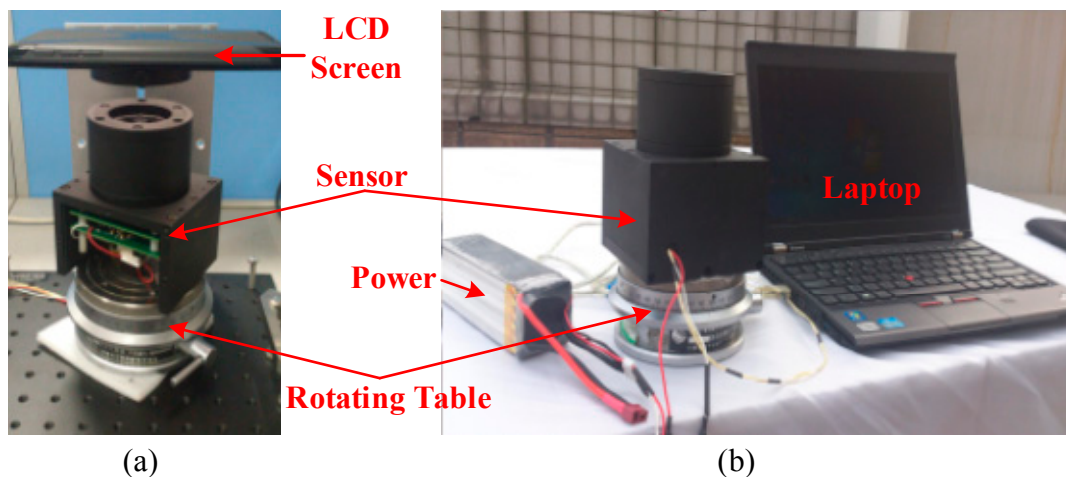 LCD
Screen
Sensor
Laptop
Power
Rotating Table
(a)
(b)